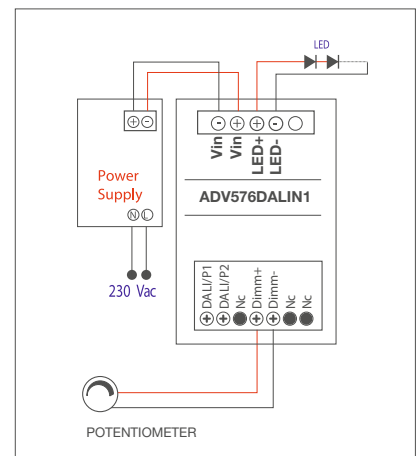 LED
+ -
- + + -
Vin Vin LED+ LED-
Power
Supply
ADV576DALIN1
N L
230 Vac
DALI/P1 DALI/P2 Nc Dimm+ Dimm- Nc Nc
+ + + +
POTENTIOMETER